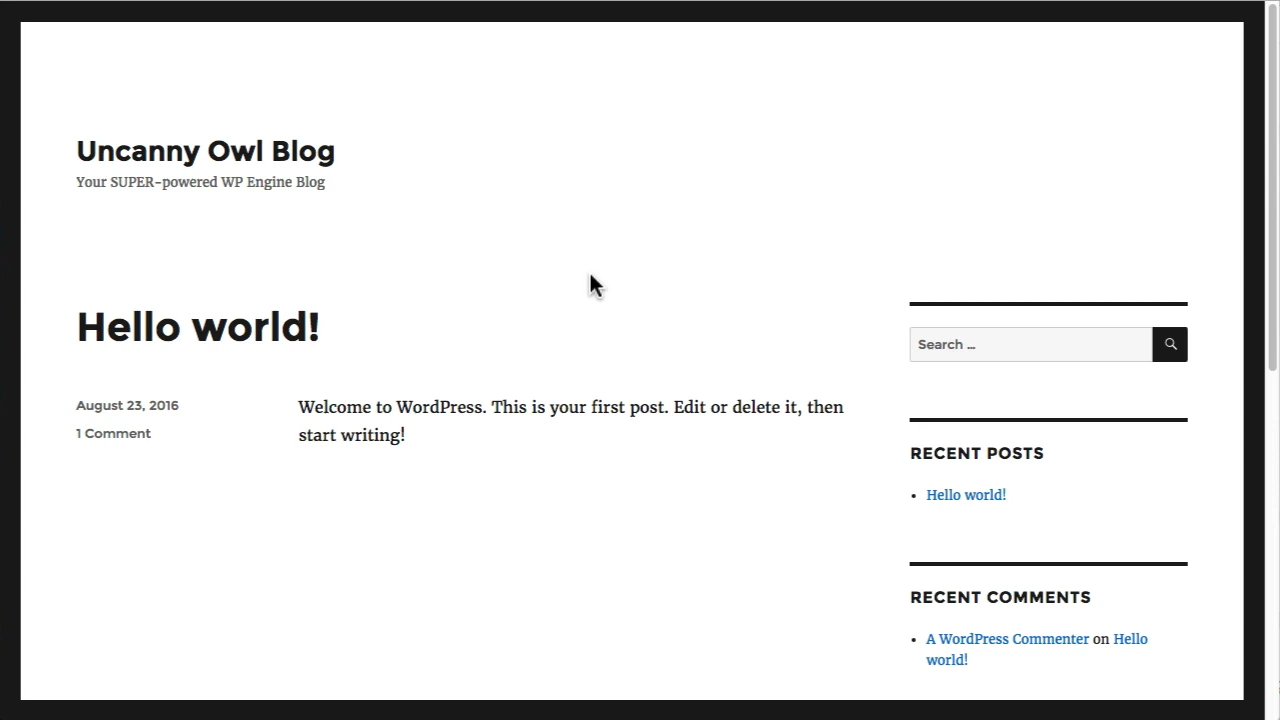 Uncanny Owl Blog
Your SUPER-powered WP Engine Blog
Hello world!
August 23, 2016
1 Comment
Welcome to WordPress. This is your first post. Edit or delete it, then
start writing!
Search …
RECENT POSTS
• Hello world!
RECENT COMMENTS
• A WordPress Commenter on Hello
world!